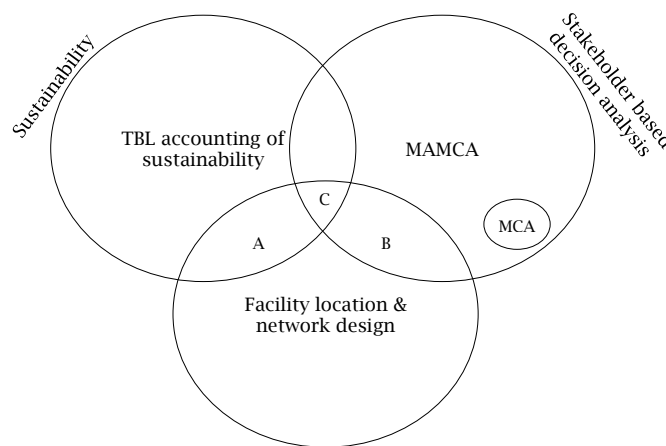 Sustainability
Stakeholder based
decision analysis
TBL accounting of
sustainability
MAMCA
C
MCA
A
B
Facility location &
network design